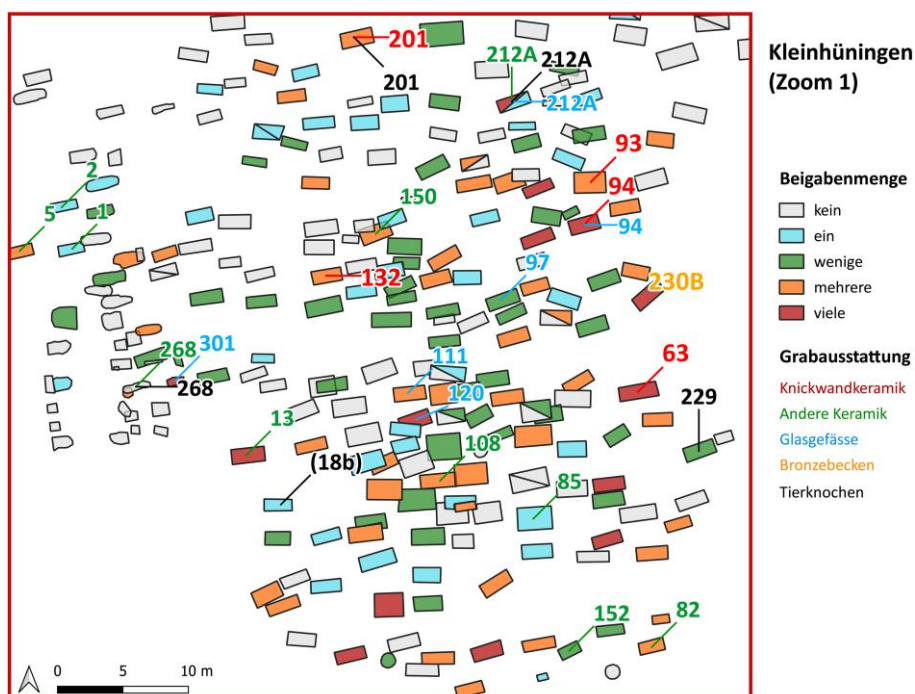 Kleinhüningen
(Zoom 1)
201
201
212A
212A
212A
93
94
94
2
5
1
150
132
97
230B
268
301
268
111
120
63
13
229
108
(18b)
85
152
82
0 5 10 m
Beigabenmenge
kein
ein
wenige
mehrere
viele
Grabausstattung
Knickwandkeramik
Andere Keramik
Glasgefässe
Bronzebecken
Tierknochen